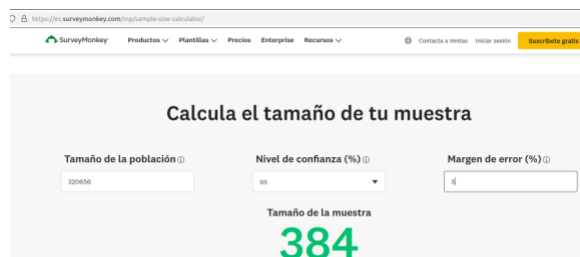 https://es.surveymonkey.com/mp/sample-size-calculator/
SurveyMonkey Productos Plantillas Precios Enterprise Recursos Contacta a Ventas Iniciar sesión Suscríbete gratis
Calcula el tamaño de tu muestra
Tamaño de la población Nivel de confianza (%) Margen de error (%)
320656 95 5
Tamaño de la muestra
384